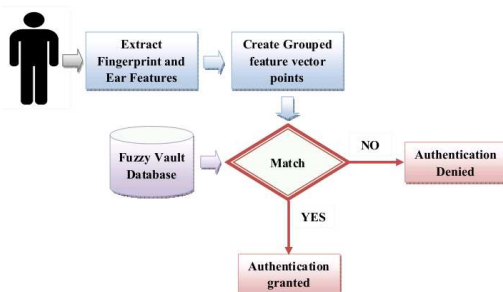 Extract
Fingerprint and
Ear Features
Create Grouped
feature vector
points
Fuzzy Vault
Database
Match
NO
Authentication
Denied
YES
Authentication
granted